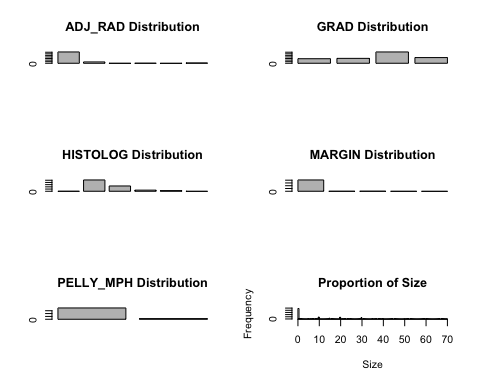 ADJ_RAD Distribution
GRAD Distribution
0
0
HISTOLOG Distribution
MARGIN Distribution
0
0
PELLY_MPH Distribution
Proportion of Size
0
Frequency
0
0 10 20 30 40 50 60 70
Size